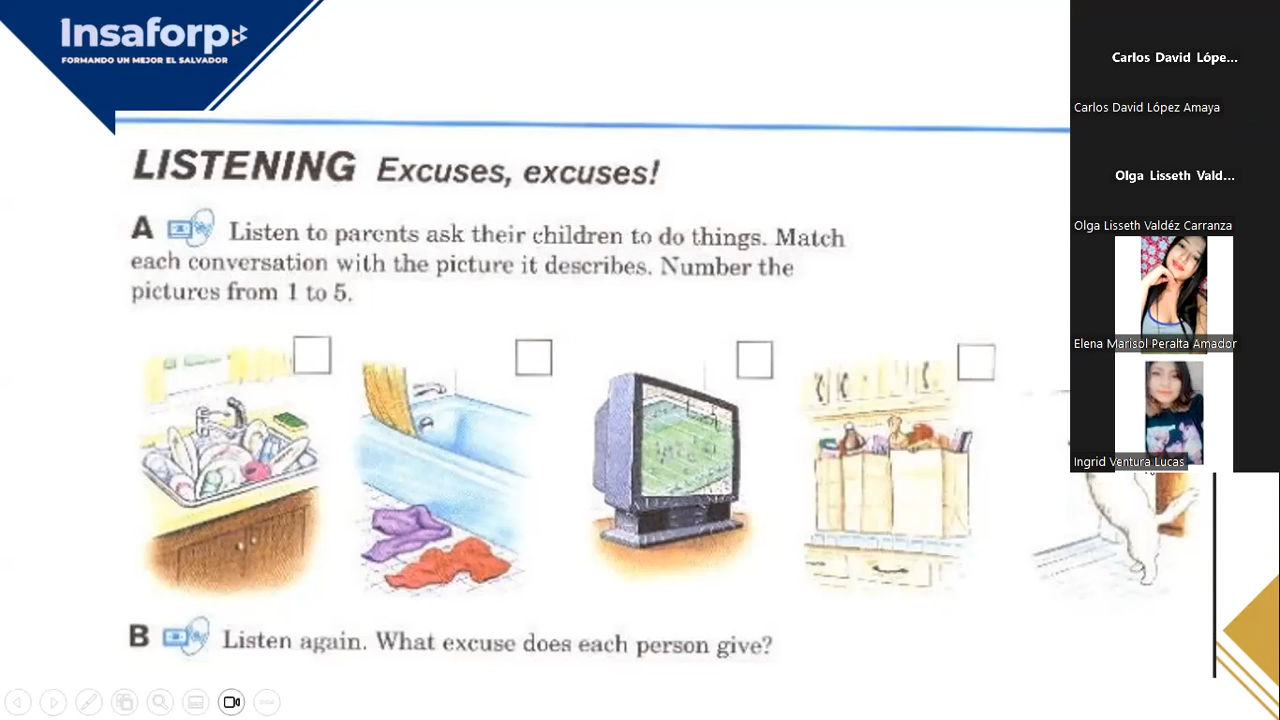 Insaforp
FORMANDO UN MEJOR EL SALVADOR
LISTENING Excuses, excuses!
A Listen to parents ask their children to do things. Match
each conversation with the picture it describes. Number the
pictures from 1 to 5.
B Listen again. What excuse does each person give?
Carlos David Lópe...
Carlos David López Amaya
Olga Lisseth Vald...
Olga Lisseth Valdéz Carranza
Elena Marisol Peralta Amador
Ingrid Ventura Lucas